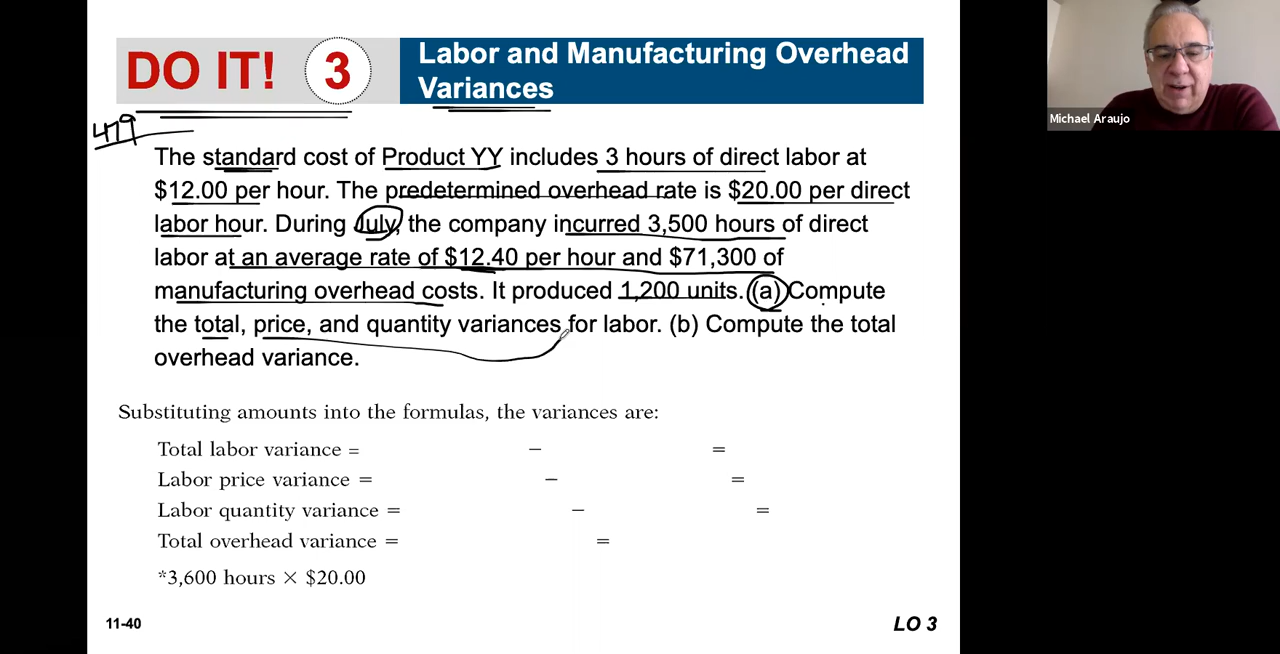 DO IT! 3
Labor and Manufacturing Overhead
Variances
Michael Araujo
479
The standard cost of Product YY includes 3 hours of direct labor at
$12.00 per hour. The predetermined overhead rate is $20.00 per direct
labor hour. During July, the company incurred 3,500 hours of direct
labor at an average rate of $12.40 per hour and $71,300 of
manufacturing overhead costs. It produced 1,200 units. (a) Compute
the total, price, and quantity variances for labor. (b) Compute the total
overhead variance.
Substituting amounts into the formulas, the variances are:
Total labor variance = − =
Labor price variance = − =
Labor quantity variance = − =
Total overhead variance = =
*3,600 hours × $20.00
11-40
LO 3